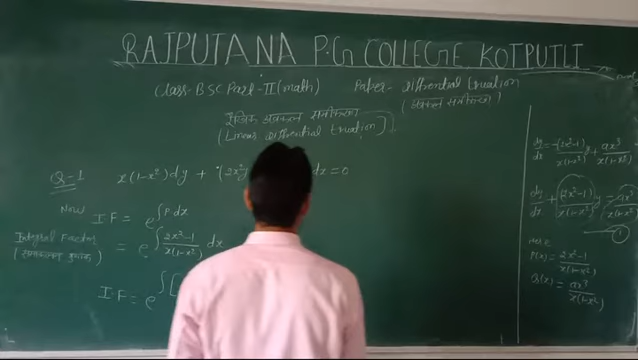 RAJPUTANA P.G COLLEGE KOTPUTLI
Class - B.SC Part-II (math) Paper - differential Equation
(अवकल समीकरण)
रैखिक अवकल समीकरण
(Linear differential Equation)
Q-1 x(1-x²)dy + (2x²y dx = 0
Now I.F = e^∫P.dx
Integral Factor = e^∫(2x²-1)/(x(1-x²)) dx
(समाकलन गुणांक)
I.F = e^∫[
dy/dx = -(2x²-1)/(x(1-x²)) y + ax³/(x(1-x²))
dy/dx + (2x²-1)/(x(1-x²)) y = ax³/(x(1-x²))
①
here
P(x) = 2x²-1/x(1-x²)
Q(x) = ax³/x(1-x²)